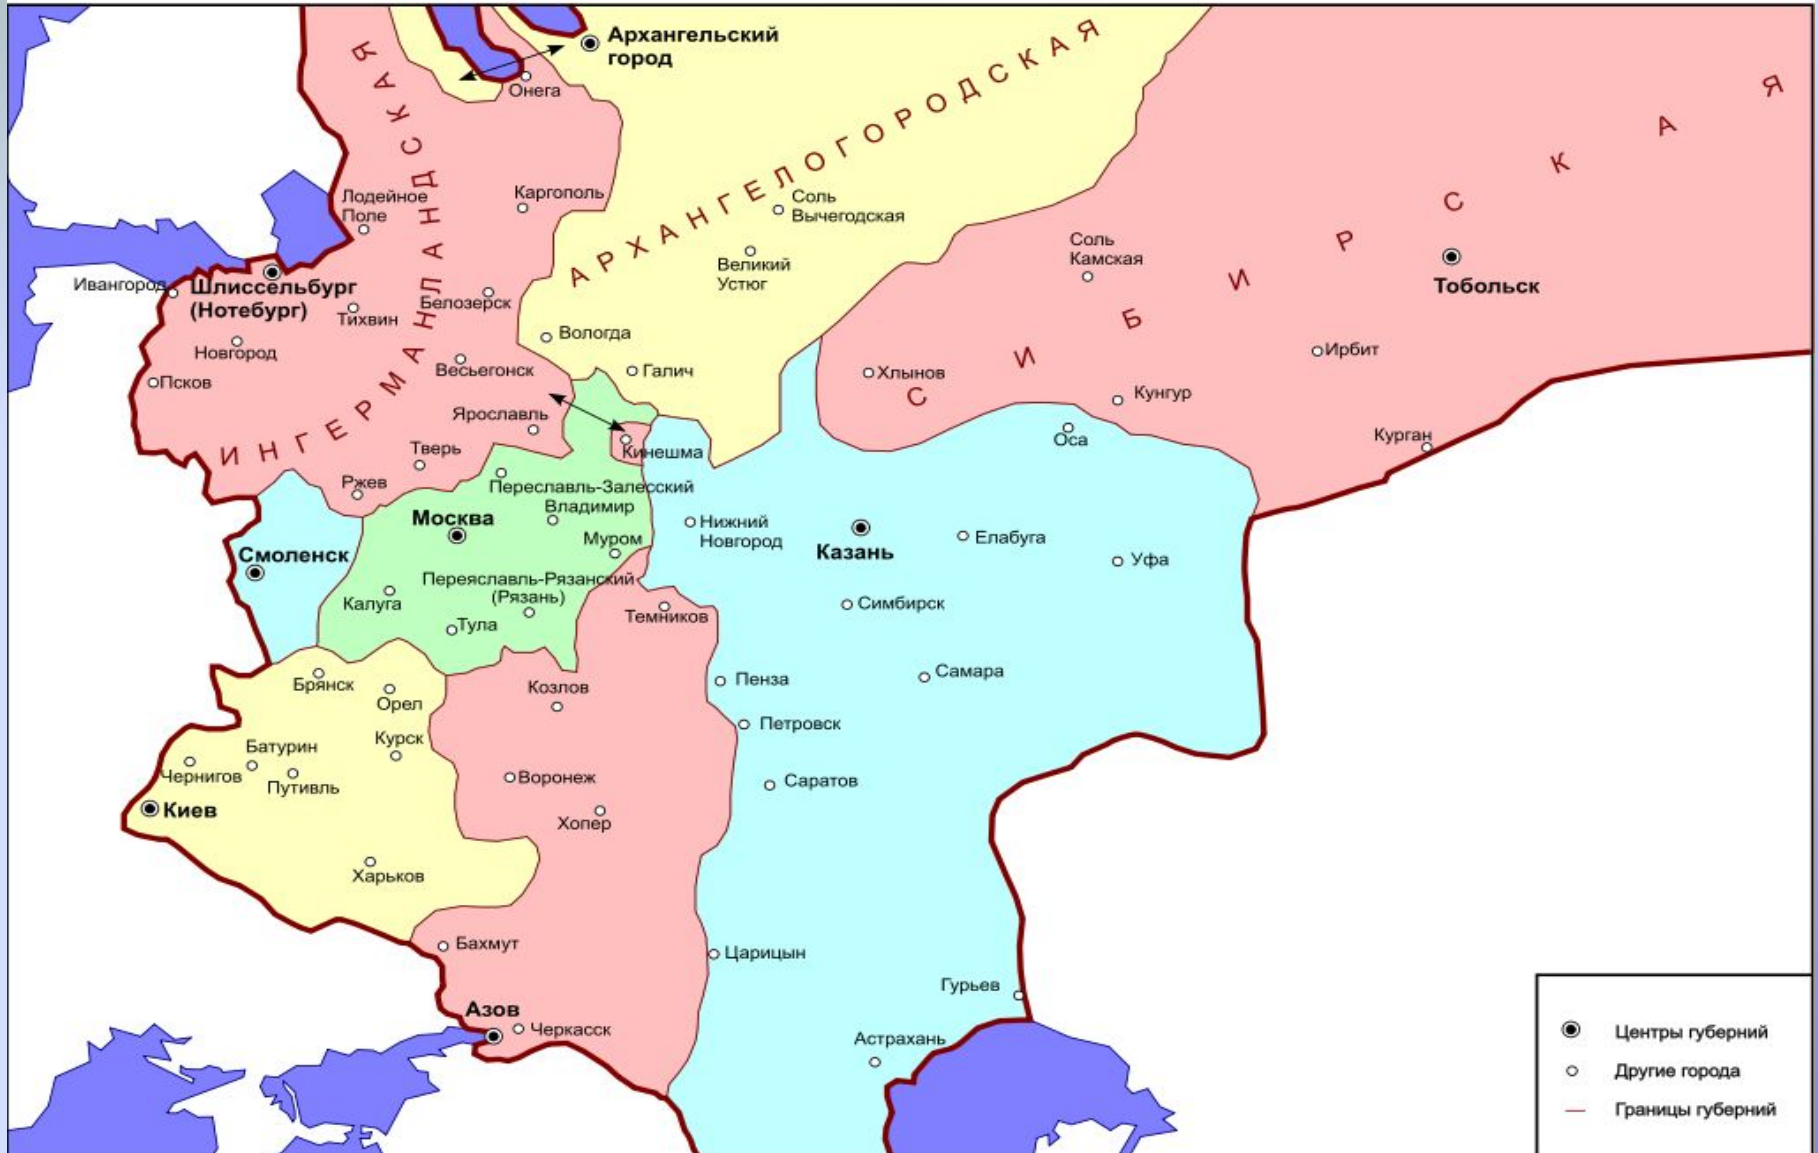 Архангельский
город
Онега
ИНГЕРМАНЛАНДСКАЯ
АРХАНГЕЛОГОРОДСКАЯ
СИБИРСКАЯ
Лодейное
Поле
Каргополь
Соль
Вычегодская
Великий
Устюг
Соль
Камская
Тобольск
Ивангород
Шлиссельбург
(Нотебург)
Тихвин
Белозерск
Новгород
Вологда
Псков
Весьегонск
Галич
Хлынов
Ирбит
Кунгур
Ярославль
Кинешма
Оса
Курган
Тверь
Ржев
Переславль-Залесский
Владимир
Москва
Муром
Нижний
Новгород
Казань
Елабуга
Уфа
Смоленск
Переяславль-Рязанский
(Рязань)
Калуга
Тула
Темников
Симбирск
Брянск
Орел
Козлов
Пенза
Самара
Петровск
Курск
Батурин
Чернигов
Путивль
Воронеж
Саратов
Киев
Хопер
Харьков
Бахмут
Царицын
Гурьев
Азов
Черкасск
Астрахань
Центры губерний
Другие города
Границы губерний